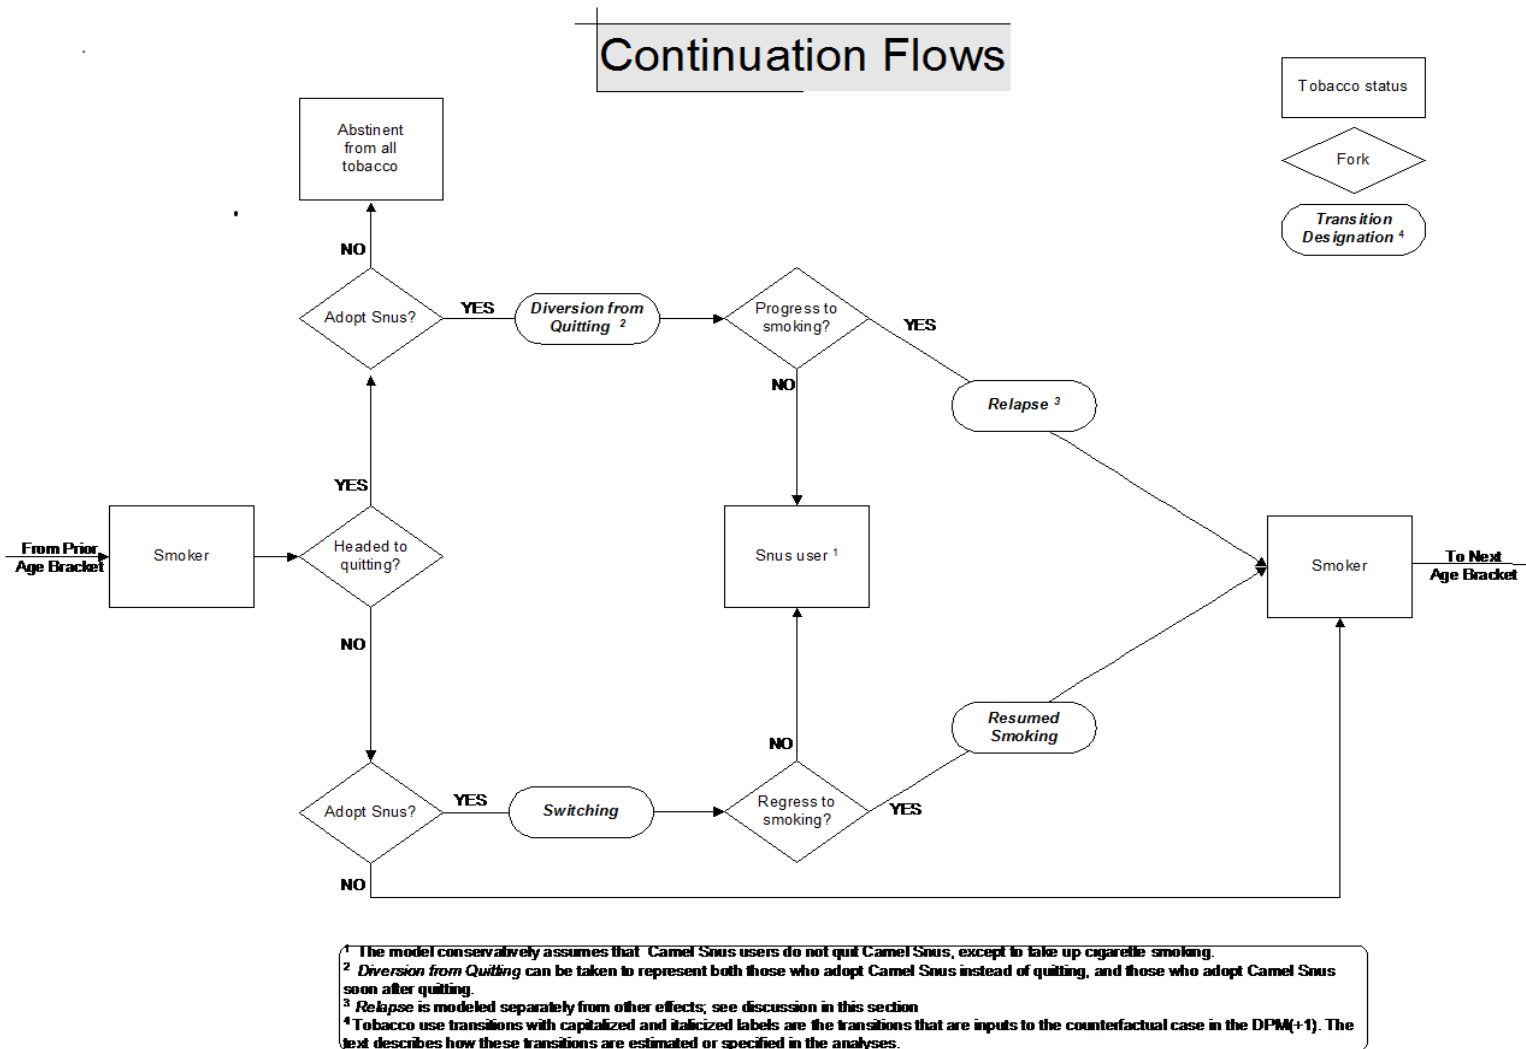 Continuation Flows
Tobacco status
Fork
Transition
Designation 4
Abstinent
from all
tobacco
NO
Adopt Snus?
YES
Diversion from
Quitting 2
Progress to
smoking?
YES
NO
Relapse 3
YES
From Prior
Age Bracket
Smoker
Headed to
quitting?
Snus user 1
Smoker
To Next
Age Bracket
NO
Resumed
Smoking
NO
Adopt Snus?
YES
Switching
Regress to
smoking?
YES
NO
1 The model conservatively assumes that Camel Snus users do not quit Camel Snus, except to take up cigarette smoking.
2 Diversion from Quitting can be taken to represent both those who adopt Camel Snus instead of quitting, and those who adopt Camel Snus
soon after quitting.
3 Relapse is modeled separately from other effects; see discussion in this section
4 Tobacco use transitions with capitalized and italicized labels are the transitions that are inputs to the counterfactual case in the DPM(+1). The
text describes how these transitions are estimated or specified in the analyses.